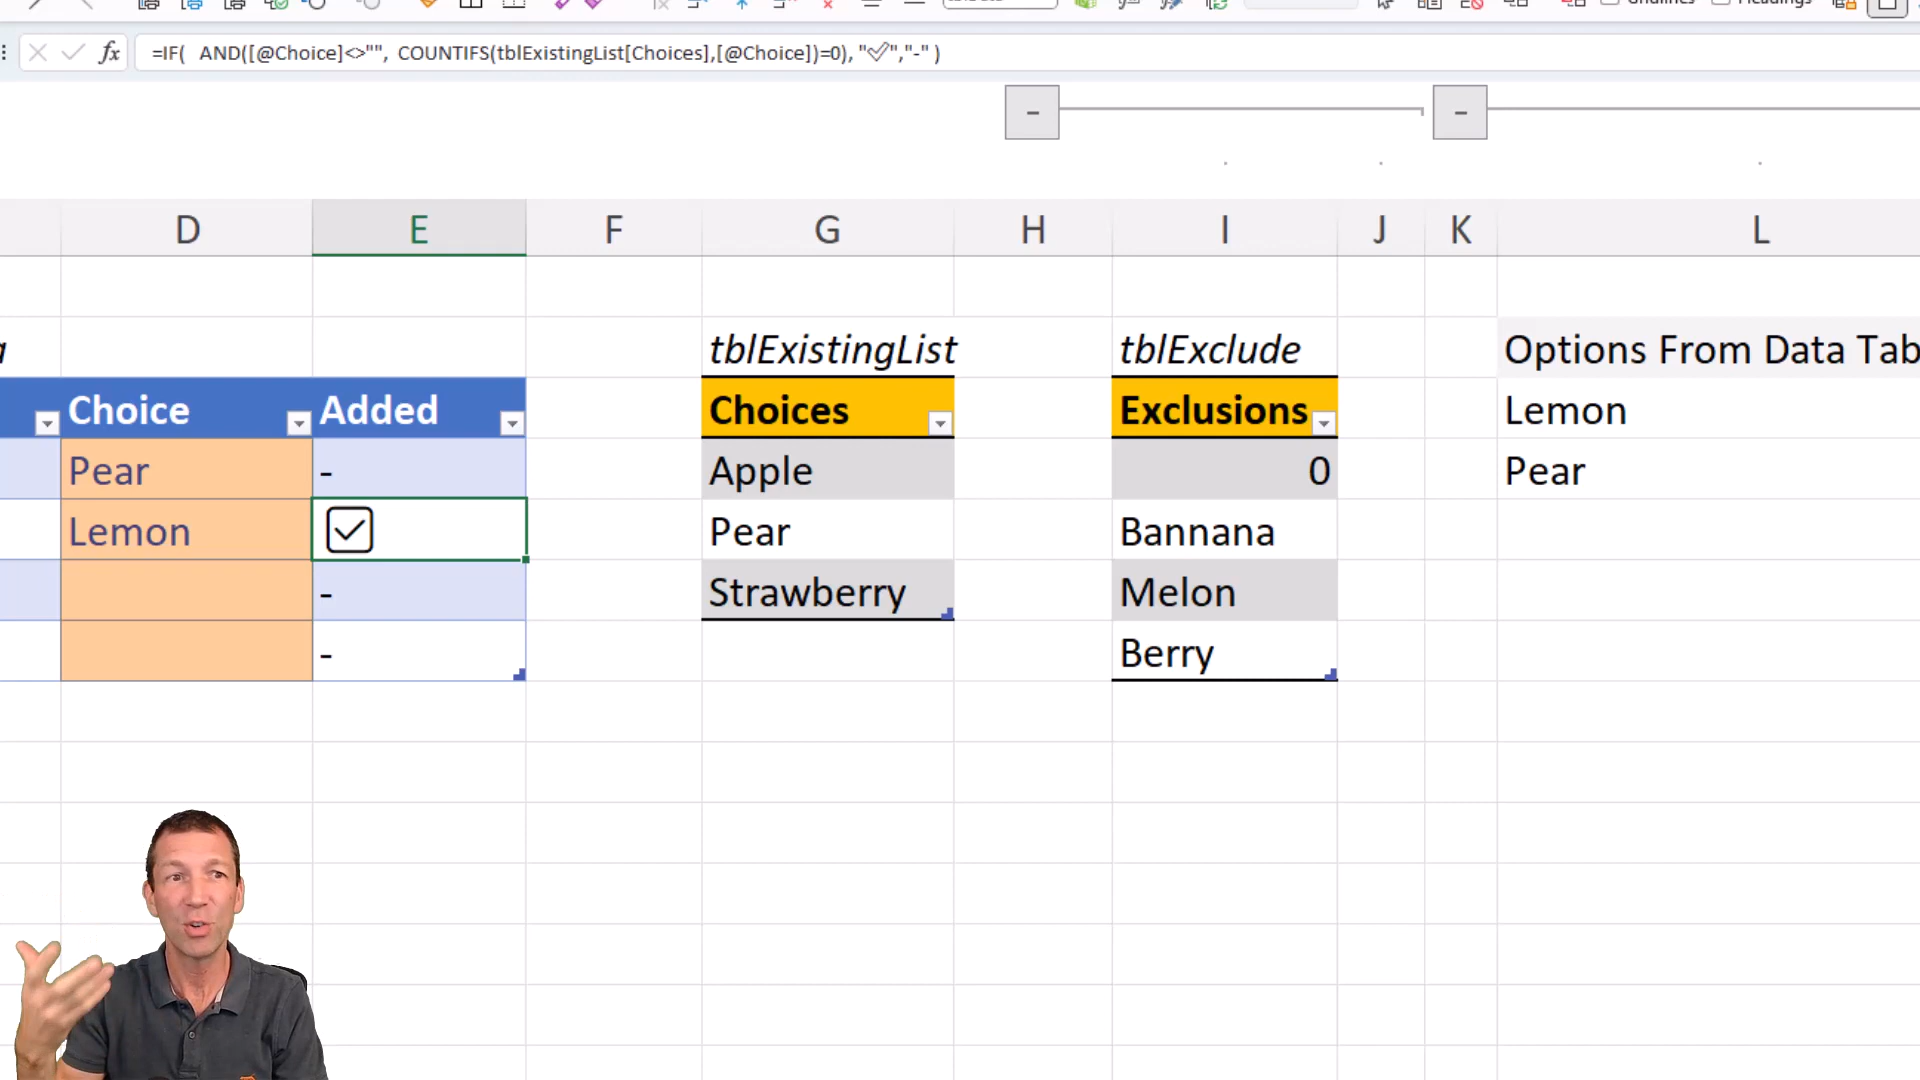 fx =IF( AND([@Choice]<>"", COUNTIFS(tblExistingList[Choices],[@Choice])=0), "✓","-" )
D E F G H I J K L
tblExistingList tblExclude Options From Data Tab
Choice Added Choices Exclusions Lemon
Pear - Apple 0 Pear
Lemon ✓ Pear Bannana
- Strawberry Melon
- Berry